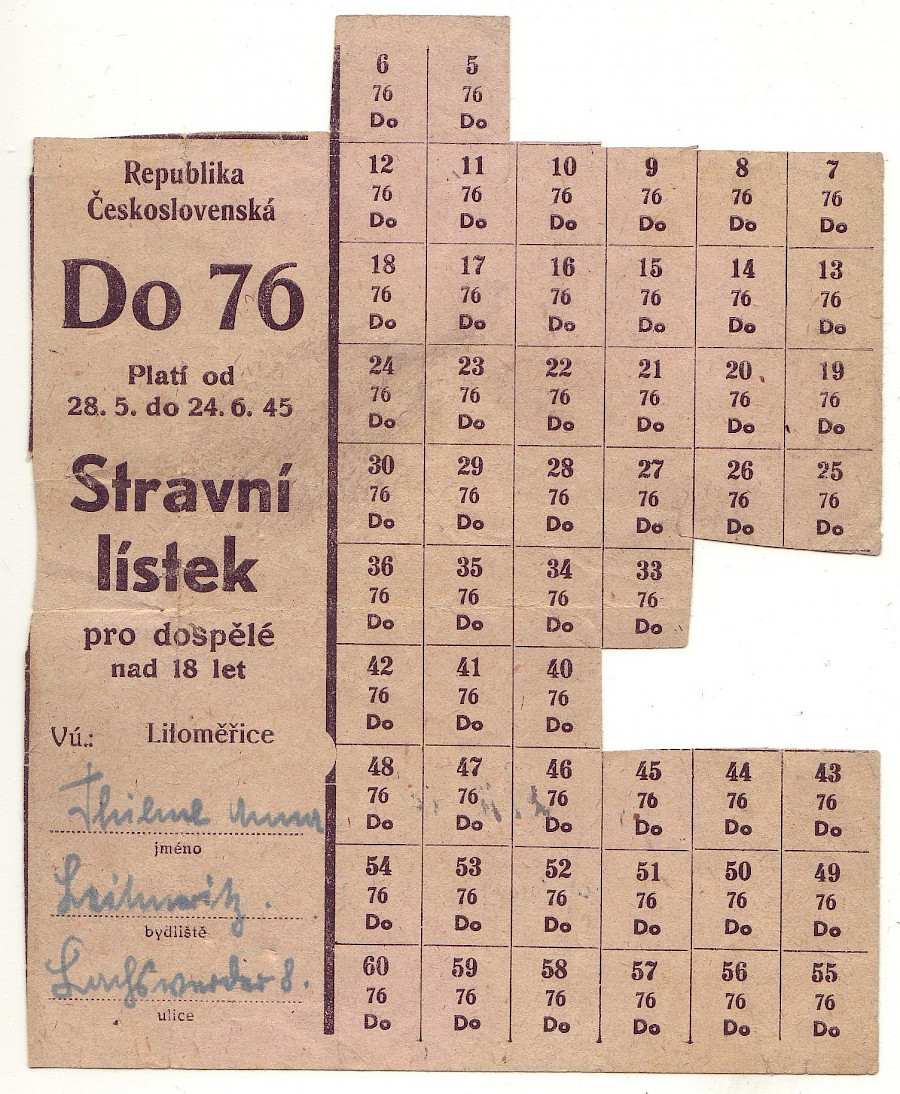 6 5
76 76
Do Do
Republika
Československá
Do 76
Platí od
28. 5. do 24. 6. 45
Stravní
lístek
pro dospělé
nad 18 let
Vú.: Litoměřice
Thieme Anna
jméno
Leitmeritz.
bydliště
Lachswerder 8.
ulice
12 11 10 9 8 7
76 76 76 76 76 76
Do Do Do Do Do Do
18 17 16 15 14 13
76 76 76 76 76 76
Do Do Do Do Do Do
24 23 22 21 20 19
76 76 76 76 76 76
Do Do Do Do Do Do
30 29 28 27 26 25
76 76 76 76 76 76
Do Do Do Do Do Do
36 35 34 33
76 76 76 76
Do Do Do Do
42 41 40
76 76 76
Do Do Do
48 47 46 45 44 43
76 76 76 76 76 76
Do Do Do Do Do Do
54 53 52 51 50 49
76 76 76 76 76 76
Do Do Do Do Do Do
60 59 58 57 56 55
76 76 76 76 76 76
Do Do Do Do Do Do